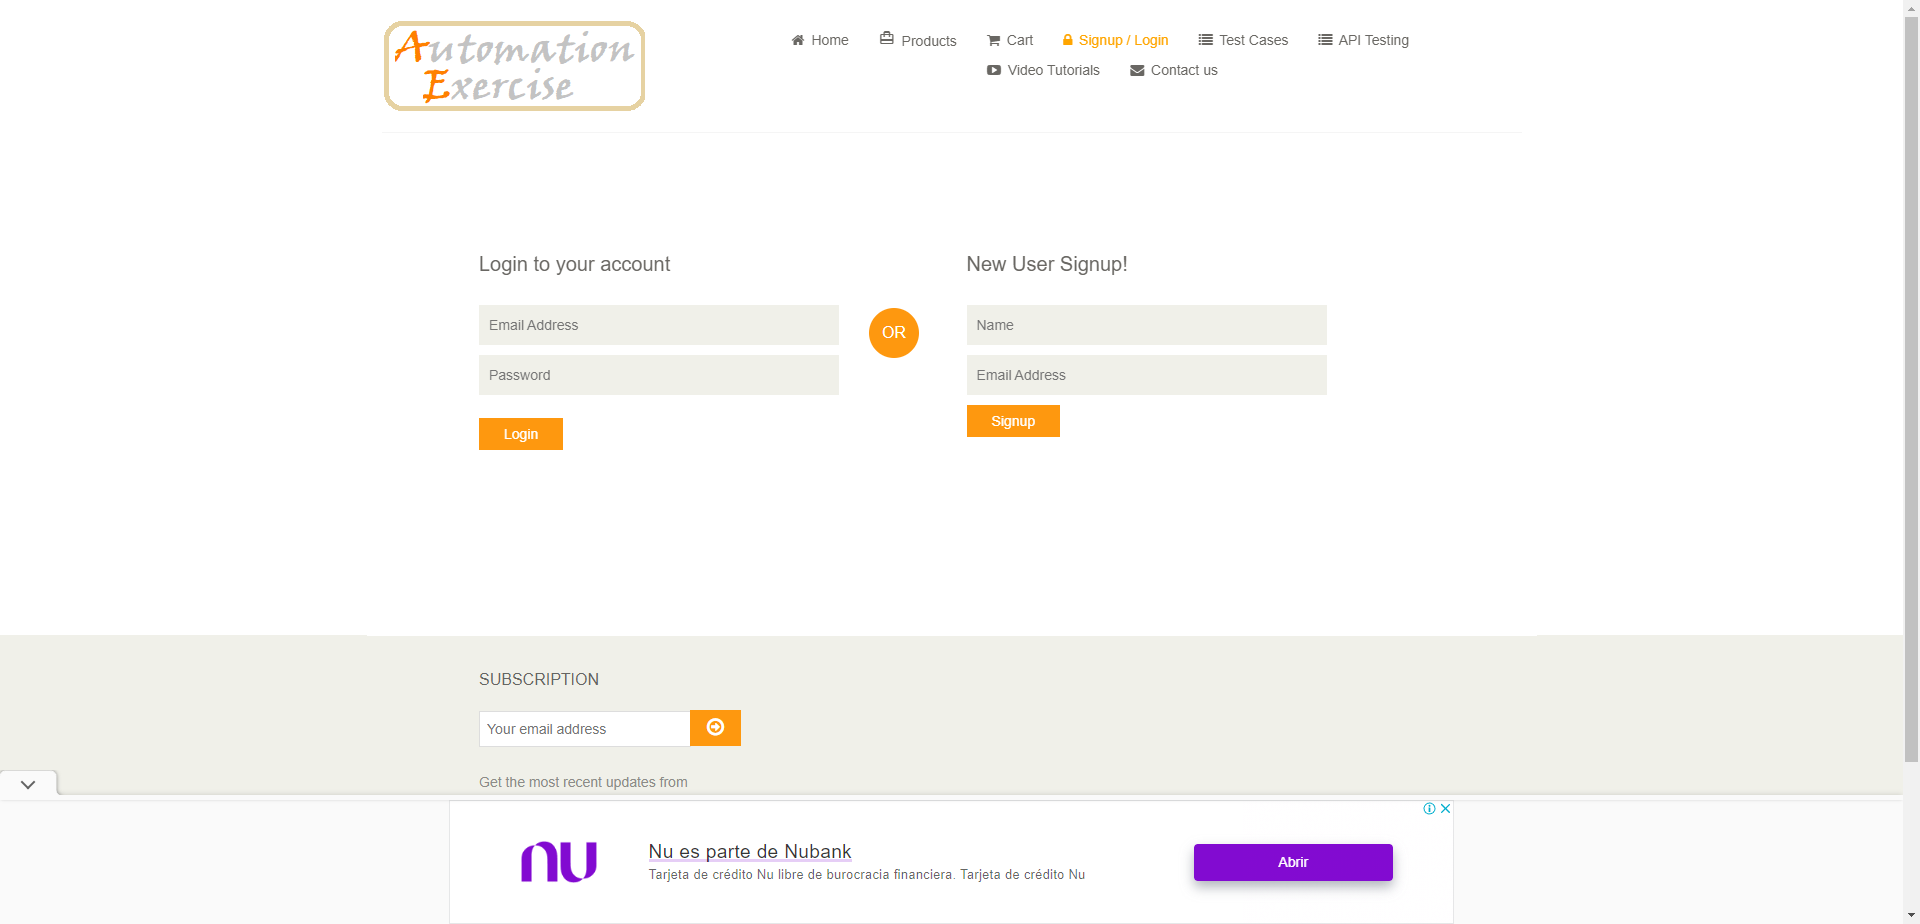 Automation
Exercise
Home
Products
Cart
Signup / Login
Test Cases
API Testing
Video Tutorials
Contact us
Login to your account
Email Address
Password
Login
OR
New User Signup!
Name
Email Address
Signup
SUBSCRIPTION
Your email address
Get the most recent updates from
Nu
Nu es parte de Nubank
Tarjeta de crédito Nu libre de burocracia financiera. Tarjeta de crédito Nu
Abrir